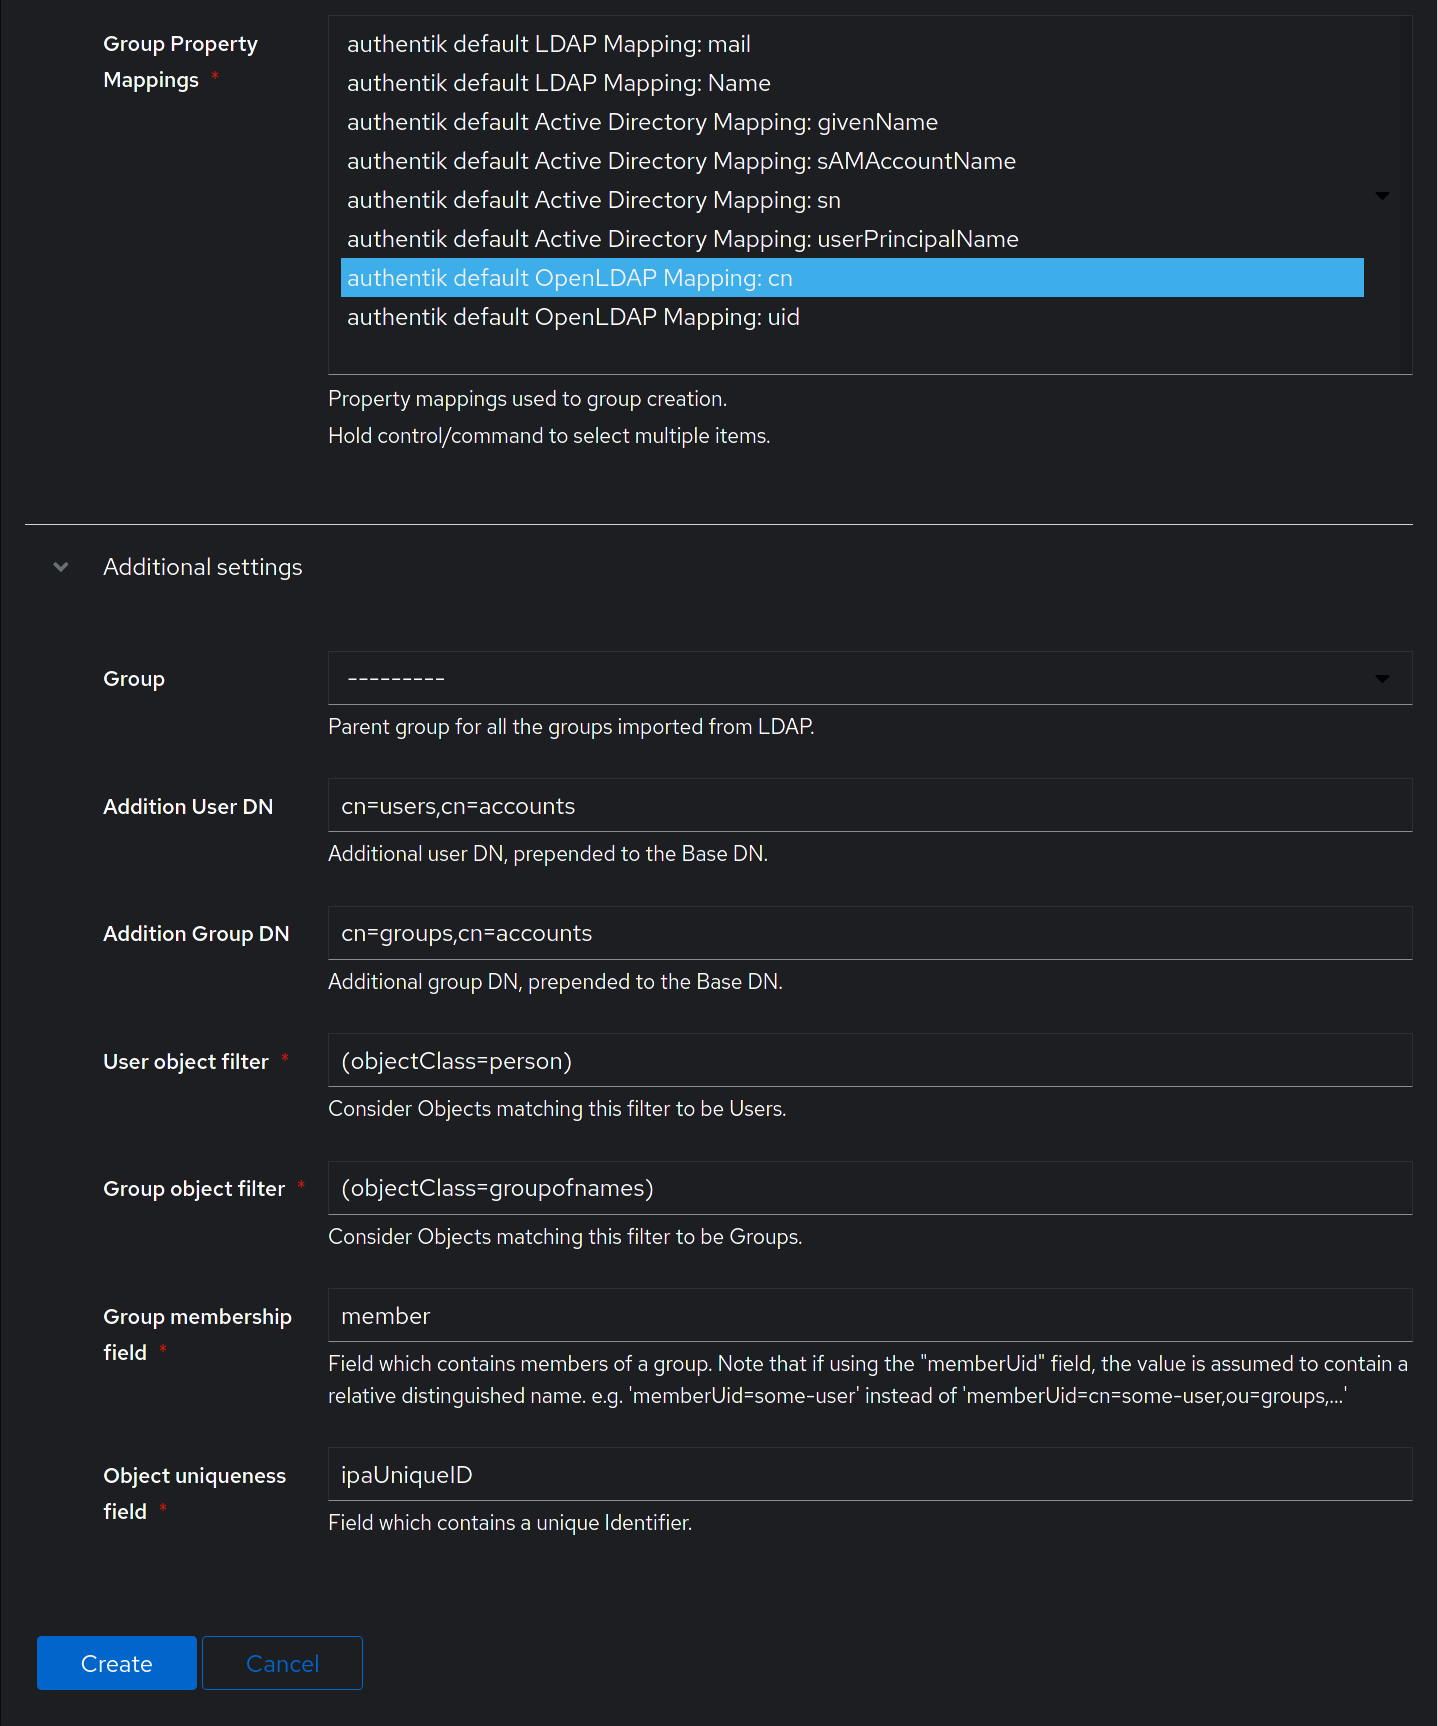 Group Property
Mappings *
authentik default LDAP Mapping: mail
authentik default LDAP Mapping: Name
authentik default Active Directory Mapping: givenName
authentik default Active Directory Mapping: sAMAccountName
authentik default Active Directory Mapping: sn
authentik default Active Directory Mapping: userPrincipalName
authentik default OpenLDAP Mapping: cn
authentik default OpenLDAP Mapping: uid
Property mappings used to group creation.
Hold control/command to select multiple items.
Additional settings
Group
---------
Parent group for all the groups imported from LDAP.
Addition User DN
cn=users,cn=accounts
Additional user DN, prepended to the Base DN.
Addition Group DN
cn=groups,cn=accounts
Additional group DN, prepended to the Base DN.
User object filter *
(objectClass=person)
Consider Objects matching this filter to be Users.
Group object filter *
(objectClass=groupofnames)
Consider Objects matching this filter to be Groups.
Group membership
field *
member
Field which contains members of a group. Note that if using the "memberUid" field, the value is assumed to contain a
relative distinguished name. e.g. 'memberUid=some-user' instead of 'memberUid=cn=some-user,ou=groups,...'
Object uniqueness
field *
ipaUniqueID
Field which contains a unique Identifier.
Create
Cancel